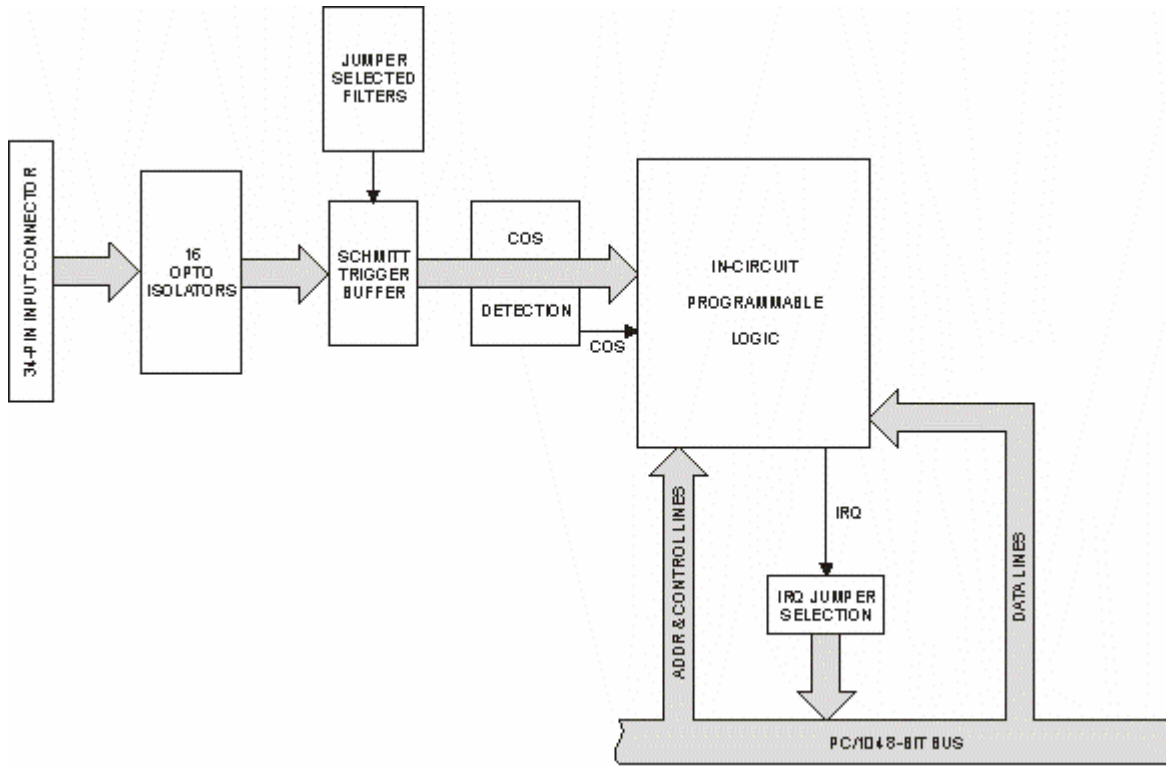 JUMPER
SELECTED
FILTERS
34-PIN INPUT CONNECTOR
16
OPTO
ISOLATORS
SCHMITT
TRIGGER
BUFFER
COS
DETECTION
COS
IN-CIRCUIT
PROGRAMMABLE
LOGIC
ADDR & CONTROL LINES
IRQ
IRQ JUMPER
SELECTION
DATA LINES
PC/104 8-BIT BUS